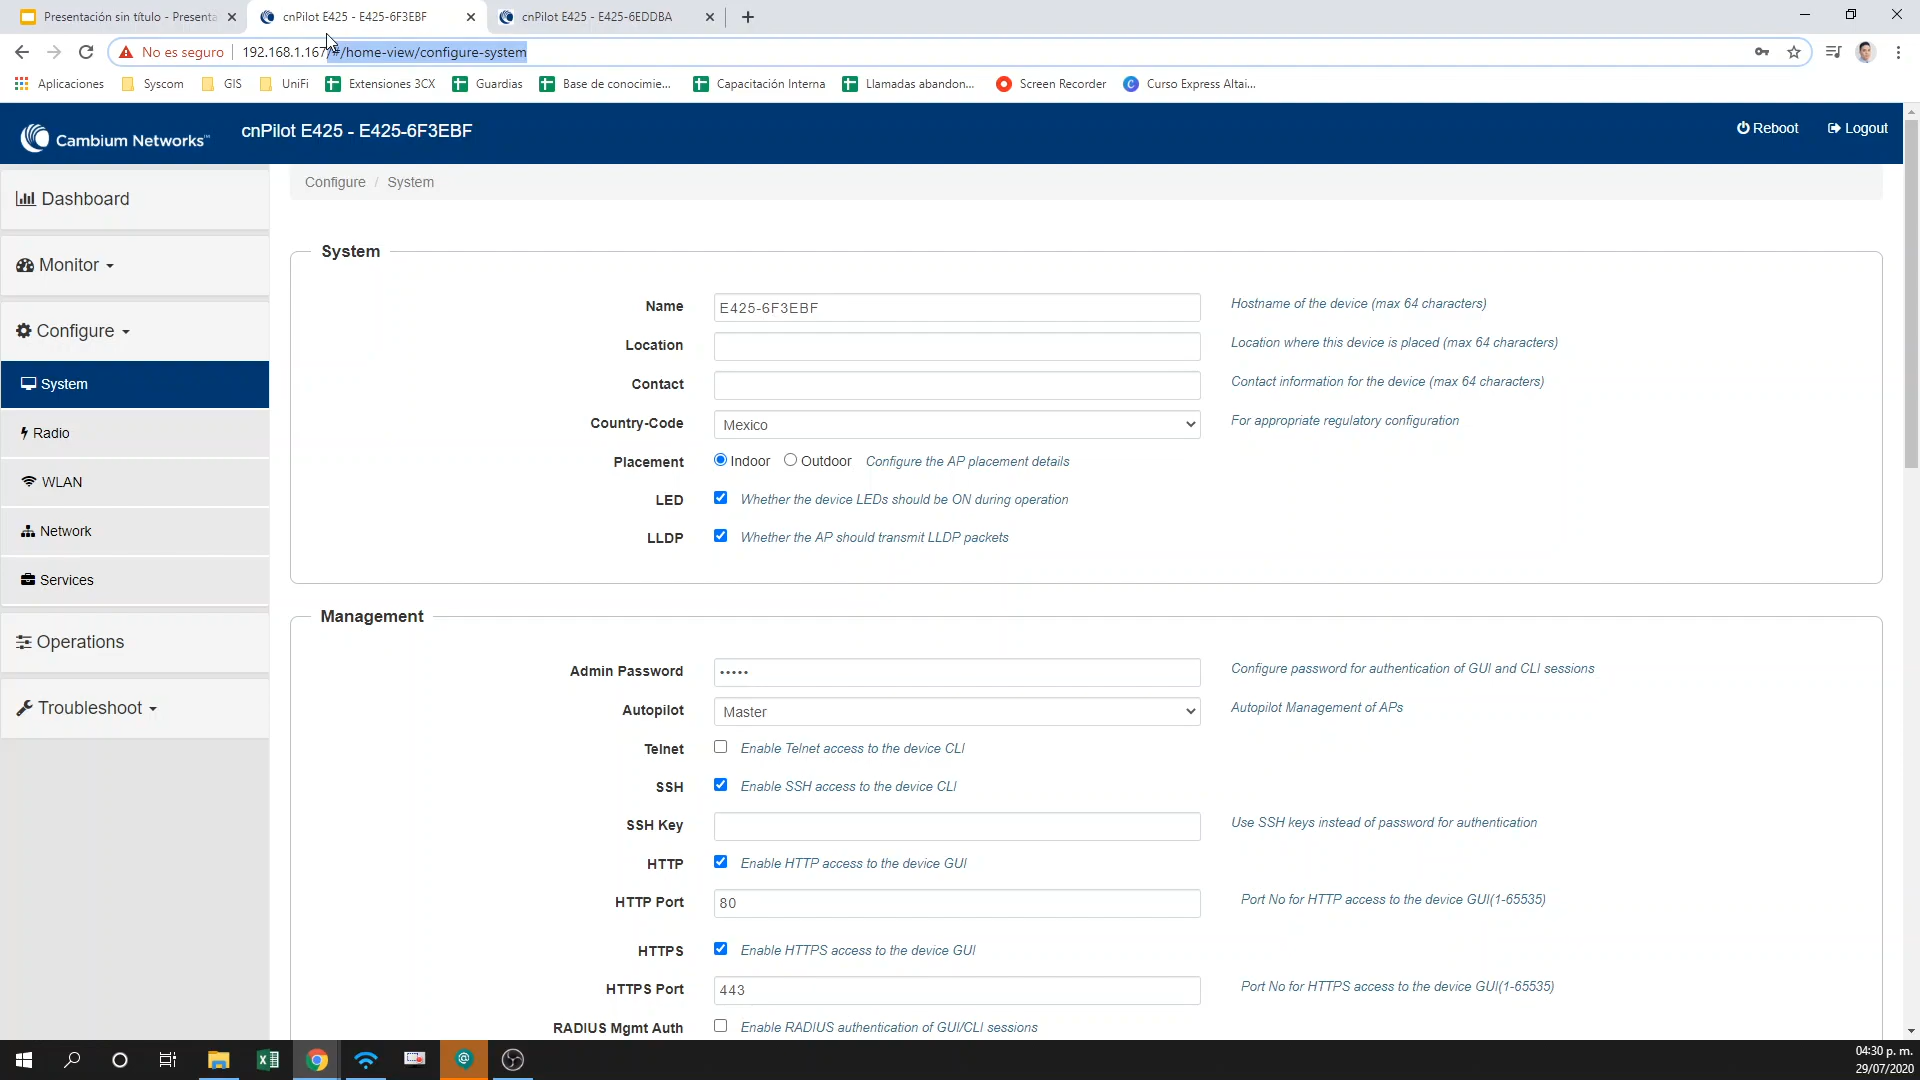 Presentación sin título - Presenta
cnPilot E425 - E425-6F3EBF
cnPilot E425 - E425-6EDDBA
No es seguro
192.168.1.167/#/home-view/configure-system
Aplicaciones
Syscom
GIS
UniFi
Extensiones 3CX
Guardias
Base de conocimie...
Capacitación Interna
Llamadas abandon...
Screen Recorder
Curso Express Altai...
Cambium Networks™
cnPilot E425 - E425-6F3EBF
Reboot
Logout
Dashboard
Monitor
Configure
System
Radio
WLAN
Network
Services
Operations
Troubleshoot
Configure / System
System
Name
E425-6F3EBF
Hostname of the device (max 64 characters)
Location
Location where this device is placed (max 64 characters)
Contact
Contact information for the device (max 64 characters)
Country-Code
Mexico
For appropriate regulatory configuration
Placement
Indoor
Outdoor
Configure the AP placement details
LED
Whether the device LEDs should be ON during operation
LLDP
Whether the AP should transmit LLDP packets
Management
Admin Password
•••••
Configure password for authentication of GUI and CLI sessions
Autopilot
Master
Autopilot Management of APs
Telnet
Enable Telnet access to the device CLI
SSH
Enable SSH access to the device CLI
SSH Key
Use SSH keys instead of password for authentication
HTTP
Enable HTTP access to the device GUI
HTTP Port
80
Port No for HTTP access to the device GUI(1-65535)
HTTPS
Enable HTTPS access to the device GUI
HTTPS Port
443
Port No for HTTPS access to the device GUI(1-65535)
RADIUS Mgmt Auth
Enable RADIUS authentication of GUI/CLI sessions
04:30 p. m.
29/07/2020